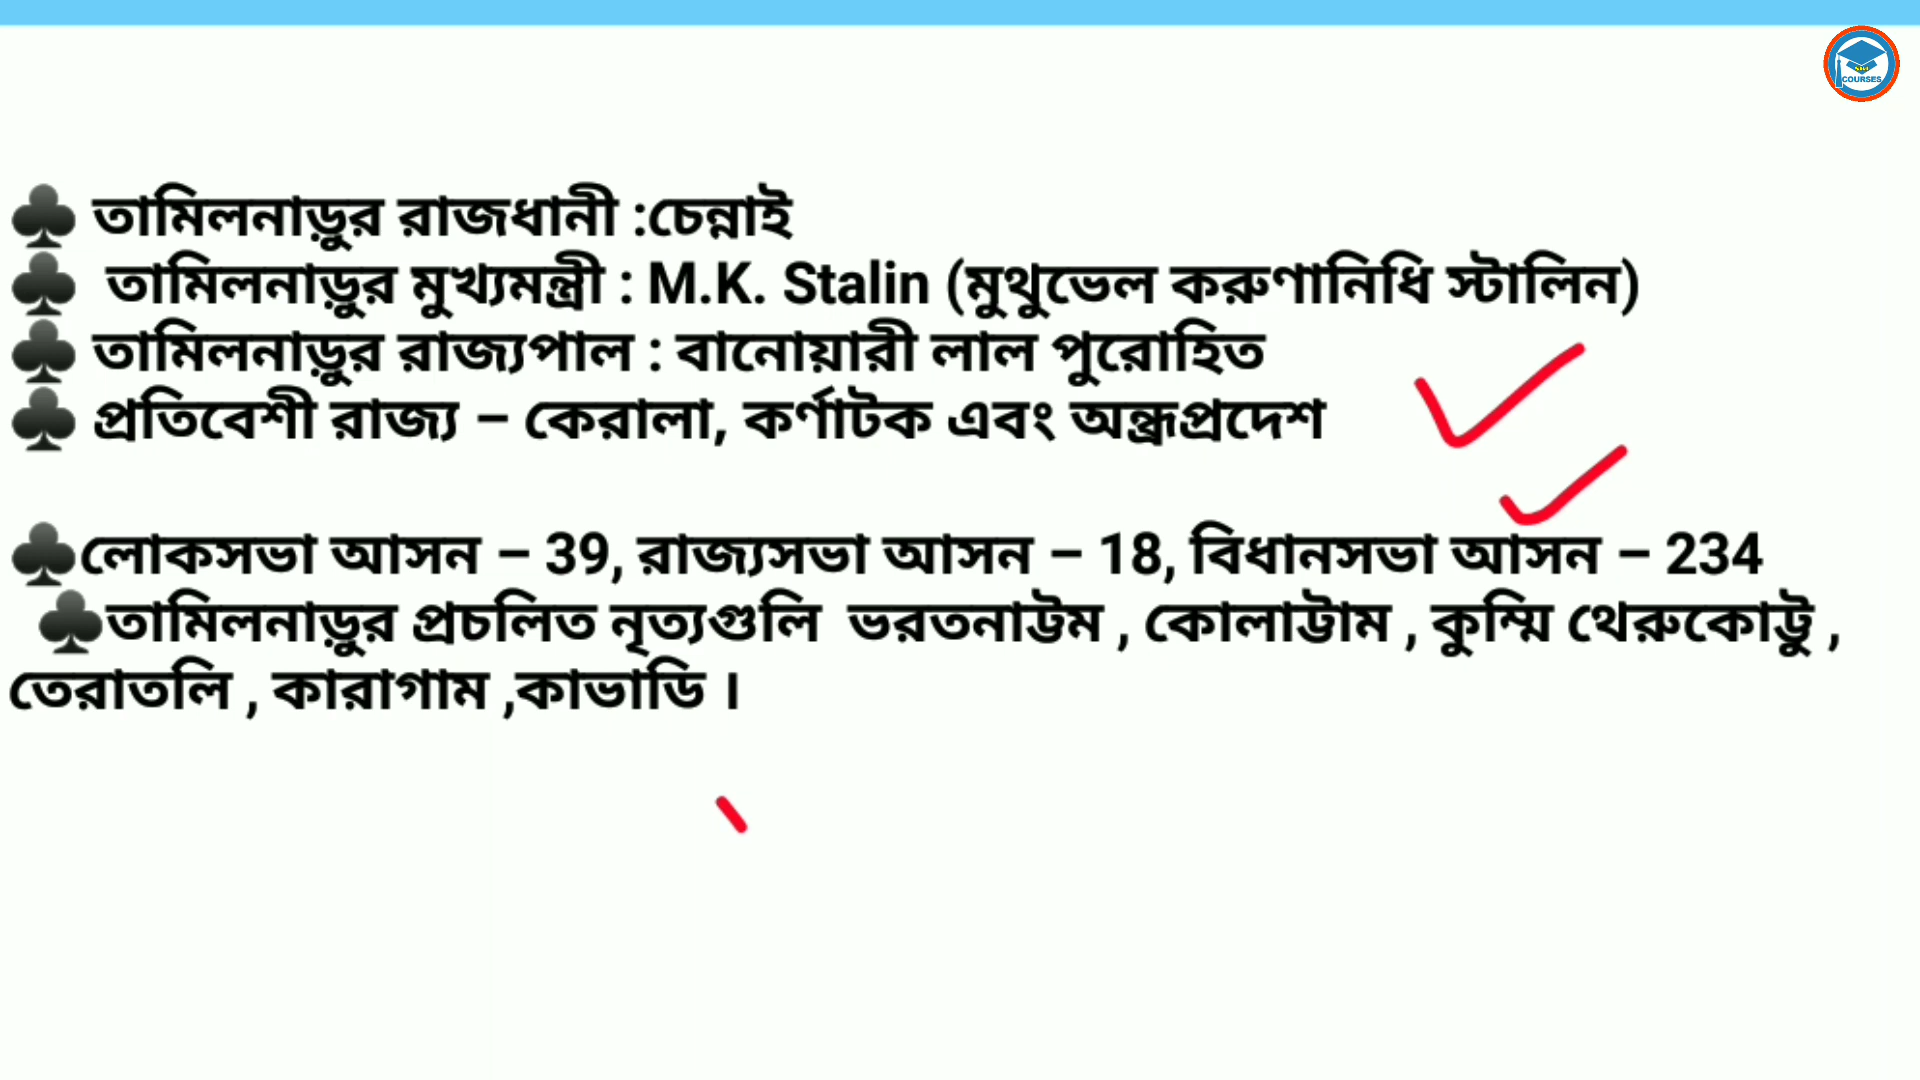 COURSES
♣ তামিলনাড়ুর রাজধানী :চেন্নাই
♣ তামিলনাড়ুর মুখ্যমন্ত্রী : M.K. Stalin (মুথুভেল করুণানিধি স্টালিন)
♣ তামিলনাড়ুর রাজ্যপাল : বানোয়ারী লাল পুরোহিত
♣ প্রতিবেশী রাজ্য – কেরালা, কর্ণাটক এবং অন্ধ্রপ্রদেশ
♣লোকসভা আসন – 39, রাজ্যসভা আসন – 18, বিধানসভা আসন – 234
♣তামিলনাড়ুর প্রচলিত নৃত্যগুলি ভরতনাট্টম , কোলাট্টাম , কুম্মি থেরুকোট্টু ,
তেরাতলি , কারাগাম ,কাভাডি ।